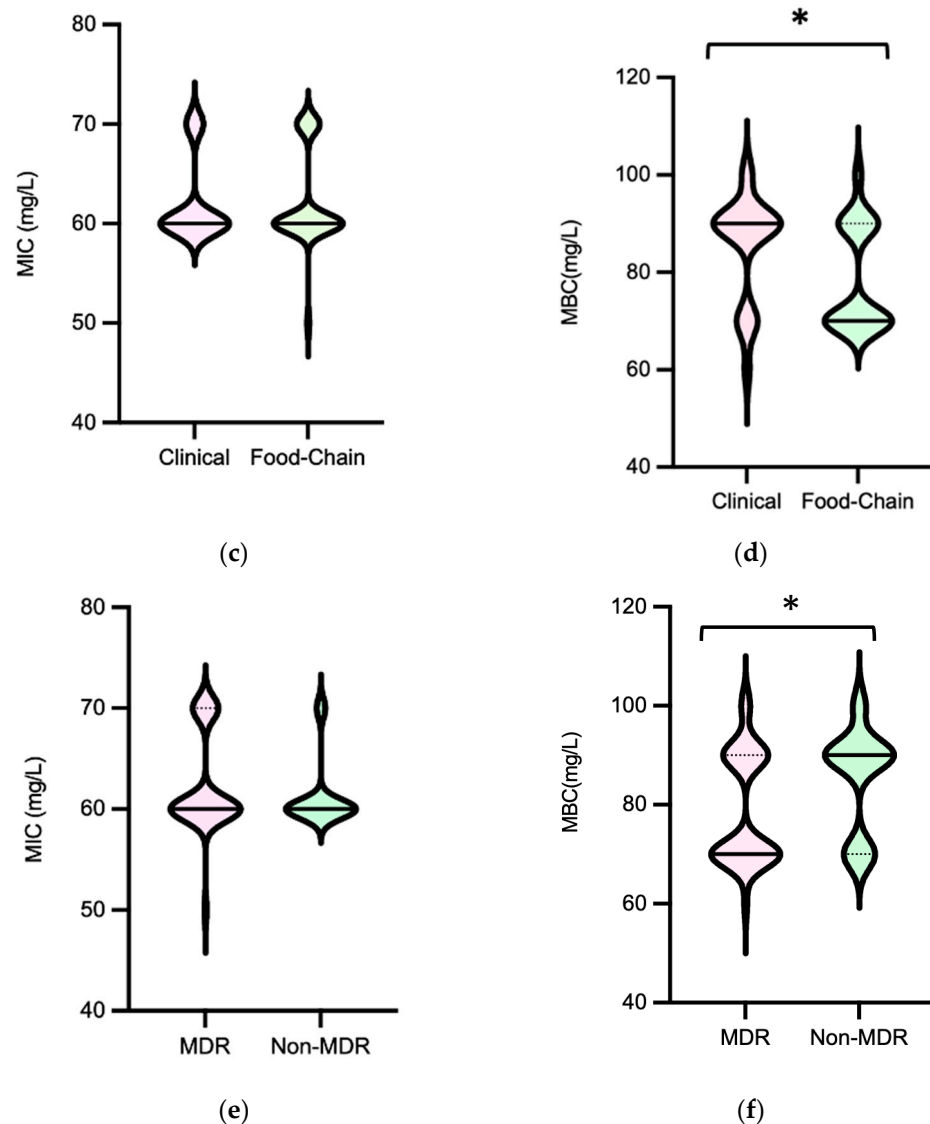 80
70
60
50
40
MIC (mg/L)
Clinical Food-Chain
(c)
*
120
100
80
60
40
MBC(mg/L)
Clinical Food-Chain
(d)
80
70
60
50
40
MIC (mg/L)
MDR Non-MDR
(e)
*
120
100
80
60
40
MBC(mg/L)
MDR Non-MDR
(f)